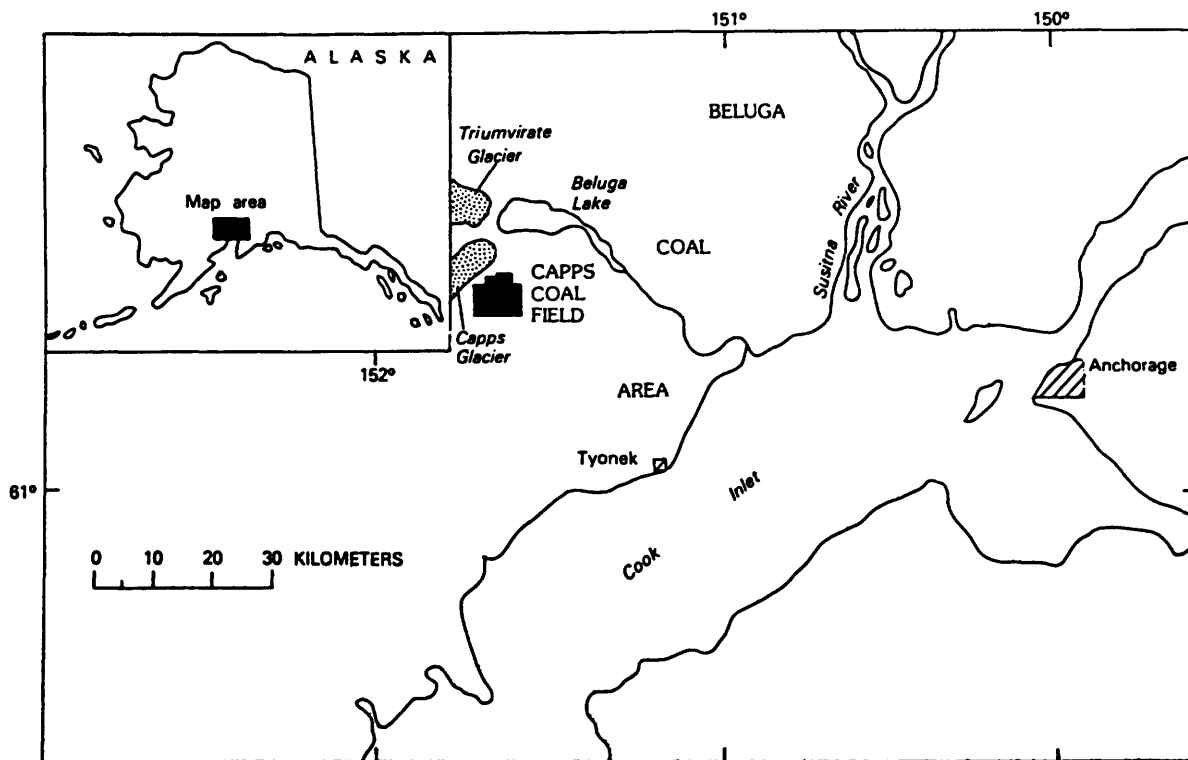 151°
150°
A L A S K A
Map area
152°
Triumvirate
Glacier
Beluga
Lake
BELUGA
COAL
AREA
Susitna River
CAPPS
COAL
FIELD
Capps
Glacier
Anchorage
Tyonek
Cook Inlet
61°
0 10 20 30 KILOMETERS